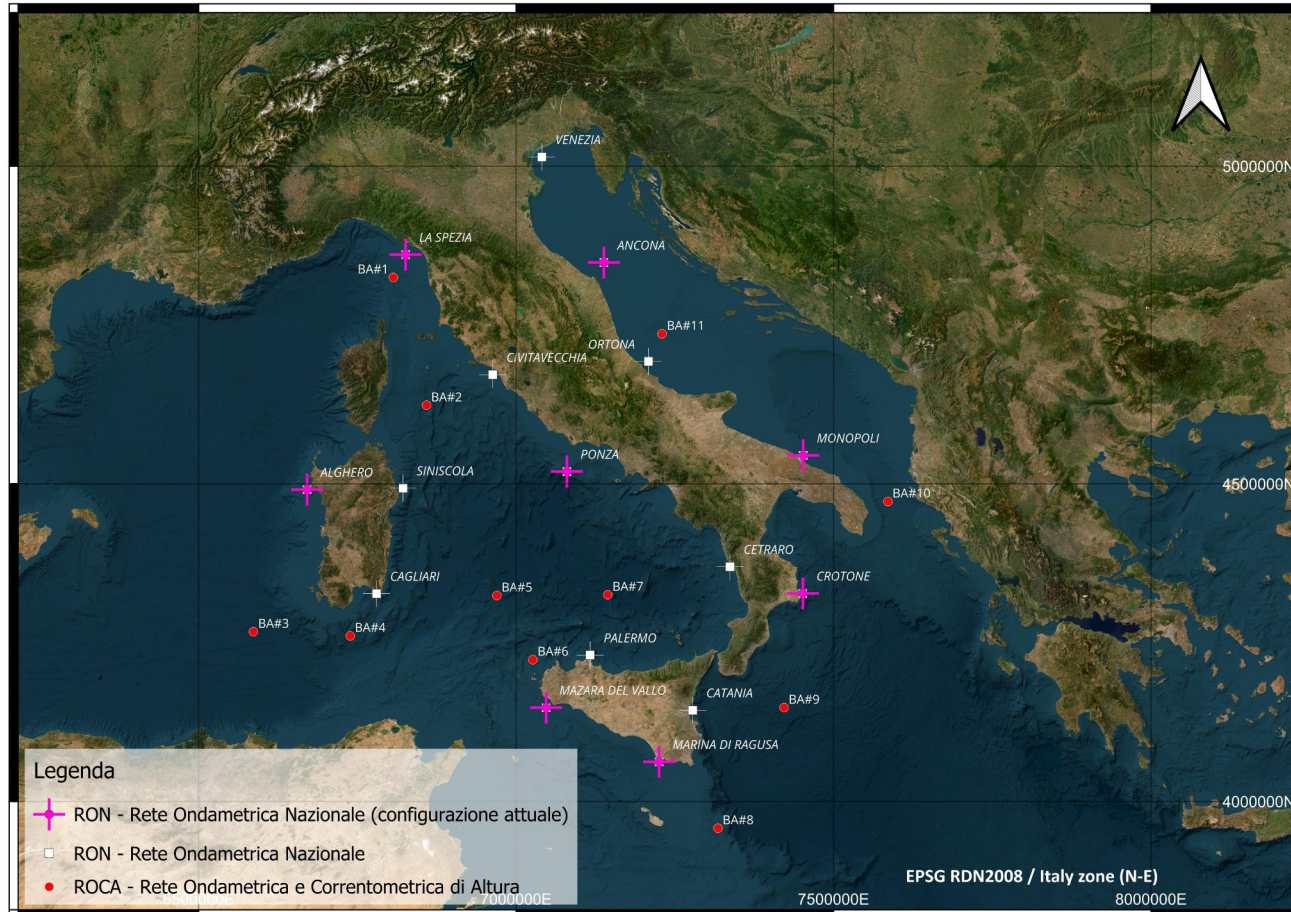 VENEZIA
5000000N
LA SPEZIA
ANCONA
BA#1
BA#11
ORTONA
CIVITAVECCHIA
BA#2
MONOPOLI
PONZA
ALGHERO
SINISCOLA
4500000N
BA#10
CETRARO
CAGLIARI
CROTONE
BA#5
BA#7
BA#3
BA#4
PALERMO
BA#6
MAZARA DEL VALLO
CATANIA
BA#9
MARINA DI RAGUSA
Legenda
RON - Rete Ondametrica Nazionale (configurazione attuale)
4000000N
BA#8
RON - Rete Ondametrica Nazionale
ROCA - Rete Ondametrica e Correntometrica di Altura
EPSG RDN2008 / Italy zone (N-E)
6500000E
7000000E
7500000E
8000000E